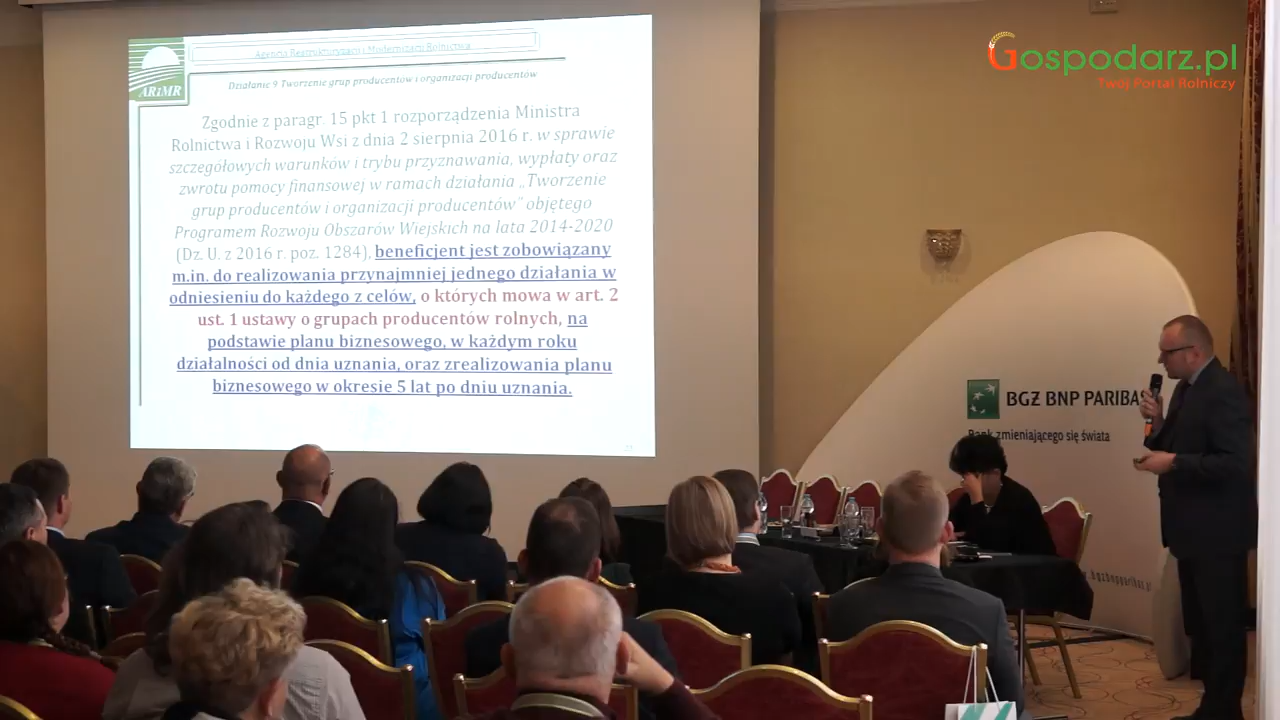 Agencja Restrukturyzacji i Modernizacji Rolnictwa
ARiMR
Działanie 9 Tworzenie grup producentów i organizacji producentów
Zgodnie z paragr. 15 pkt 1 rozporządzenia Ministra
Rolnictwa i Rozwoju Wsi z dnia 2 sierpnia 2016 r. w sprawie
szczegółowych warunków i trybu przyznawania, wypłaty oraz
zwrotu pomocy finansowej w ramach działania „Tworzenie
grup producentów i organizacji producentów” objętego
Programem Rozwoju Obszarów Wiejskich na lata 2014-2020
(Dz. U. z 2016 r. poz. 1284), beneficjent jest zobowiązany
m.in. do realizowania przynajmniej jednego działania w
odniesieniu do każdego z celów, o których mowa w art. 2
ust. 1 ustawy o grupach producentów rolnych, na
podstawie planu biznesowego, w każdym roku
działalności od dnia uznania, oraz zrealizowania planu
biznesowego w okresie 5 lat po dniu uznania.
Gospodarz.pl
Twój Portal Rolniczy
BGŻ BNP PARIBAS
Bank zmieniającego się świata
www.bgzbnpparibas.pl